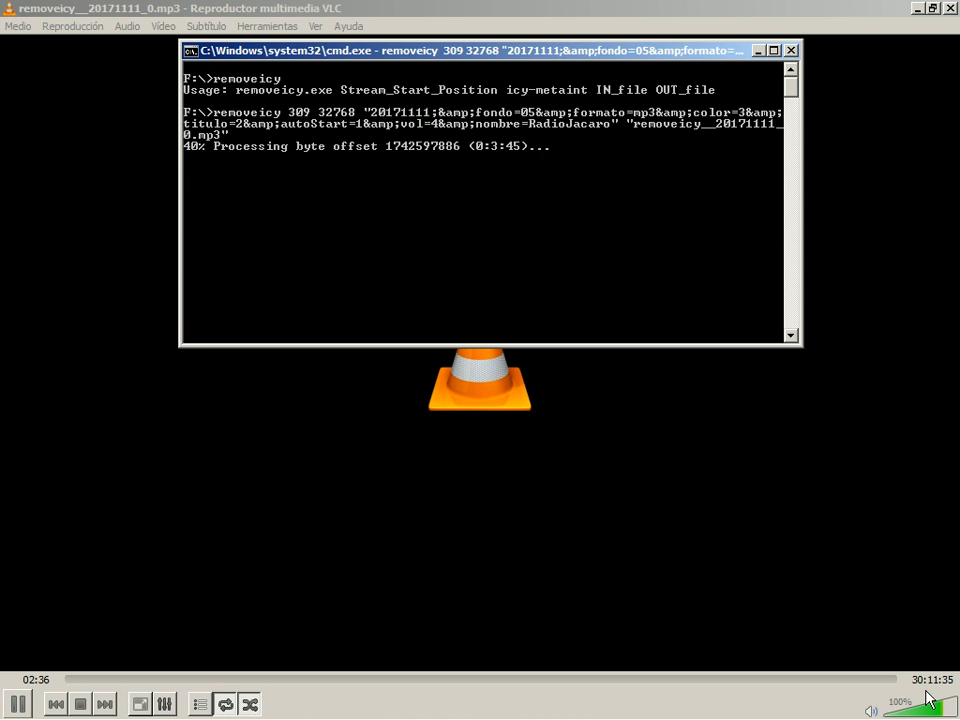 removeicy__20171111_0.mp3 - Reproductor multimedia VLC
Medio Reproducción Audio Vídeo Subtítulo Herramientas Ver Ayuda
C:\Windows\system32\cmd.exe - removeicy 309 32768 "20171111;&amp;fondo=05&amp;formato=...
F:\>removeicy
Usage: removeicy.exe Stream_Start_Position icy-metaint IN_file OUT_file
F:\>removeicy 309 32768 "20171111;&amp;fondo=05&amp;formato=mp3&amp;color=3&amp;
titulo=2&amp;autoStart=1&amp;vol=4&amp;nombre=RadioJacaro" "removeicy__20171111_
0.mp3"
40% Processing byte offset 1742597886 (0:3:45)...
02:36
30:11:35
100%